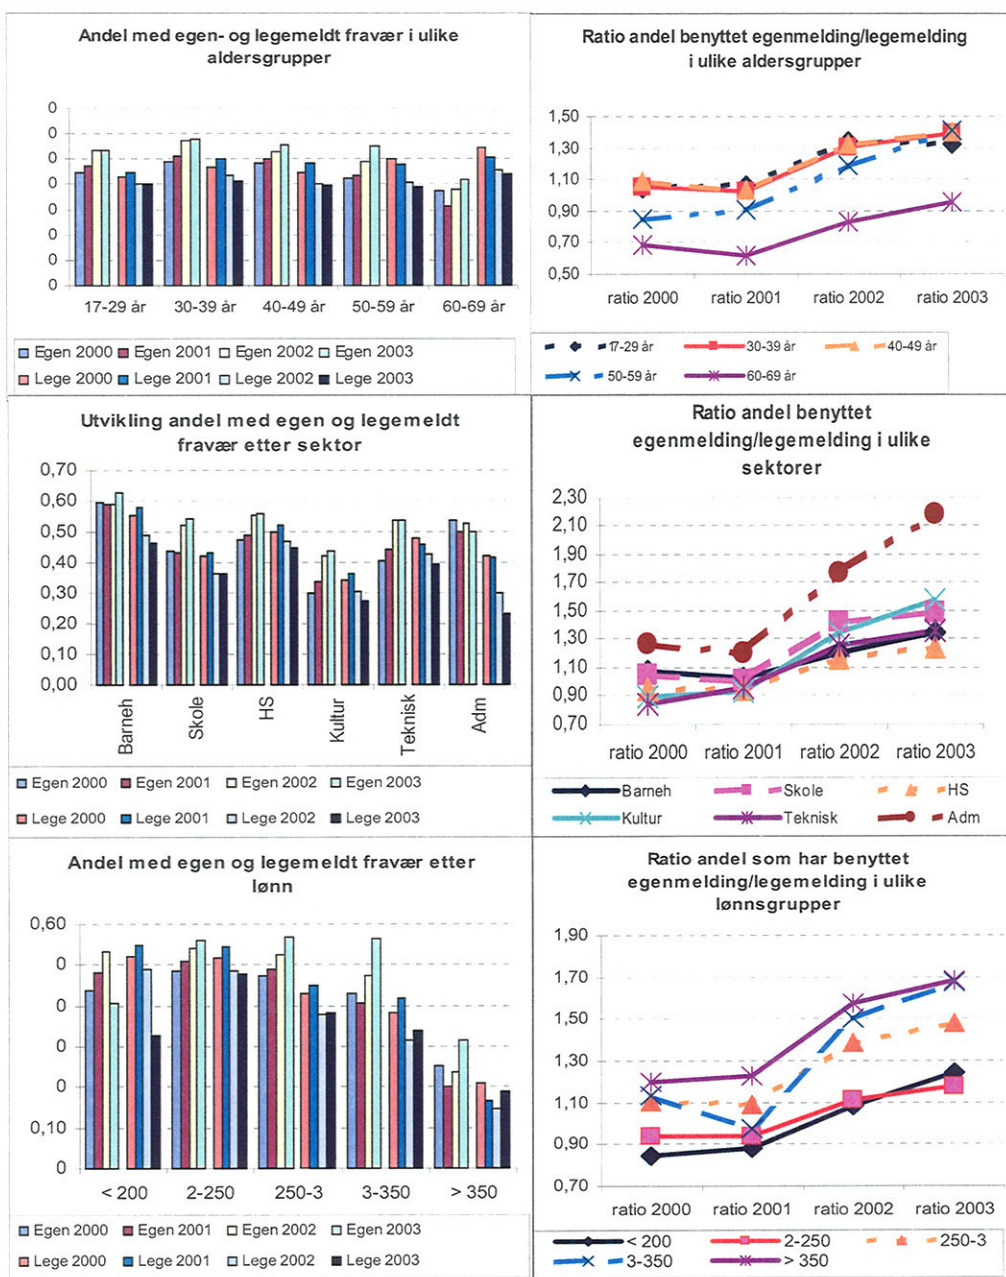 Andel med egen- og legemeldt fravær i ulike
aldersgrupper
0
0
0
0
0
0
0
0
17-29 år 30-39 år 40-49 år 50-59 år 60-69 år
Egen 2000 Egen 2001 Egen 2002 Egen 2003
Lege 2000 Lege 2001 Lege 2002 Lege 2003
Ratio andel benyttet egenmelding/legemelding
i ulike aldersgrupper
1,50
1,30
1,10
0,90
0,70
0,50
ratio 2000 ratio 2001 ratio 2002 ratio 2003
17-29 år 30-39 år 40-49 år
50-59 år 60-69 år
Utvikling andel med egen og legemeldt
fravær etter sektor
0,70
0,60
0,50
0,40
0,30
0,20
0,10
0,00
Barneh Skole HS Kultur Teknisk Adm
Egen 2000 Egen 2001 Egen 2002 Egen 2003
Lege 2000 Lege 2001 Lege 2002 Lege 2003
Ratio andel benyttet
egenmelding/legemelding i ulike
sektorer
2,30
2,10
1,90
1,70
1,50
1,30
1,10
0,90
0,70
ratio 2000 ratio 2001 ratio 2002 ratio 2003
Barneh Skole HS
Kultur Teknisk Adm
Andel med egen og legemeldt fravær etter
lønn
0,60
0
0
0
0
0,10
0
< 200 2-250 250-3 3-350 > 350
Egen 2000 Egen 2001 Egen 2002 Egen 2003
Lege 2000 Lege 2001 Lege 2002 Lege 2003
Ratio andel som har benyttet
egenmelding/legemelding i ulike
lønnsgrupper
1,90
1,70
1,50
1,30
1,10
0,90
0,70
ratio 2000 ratio 2001 ratio 2002 ratio 2003
< 200 2-250 250-3
3-350 > 350